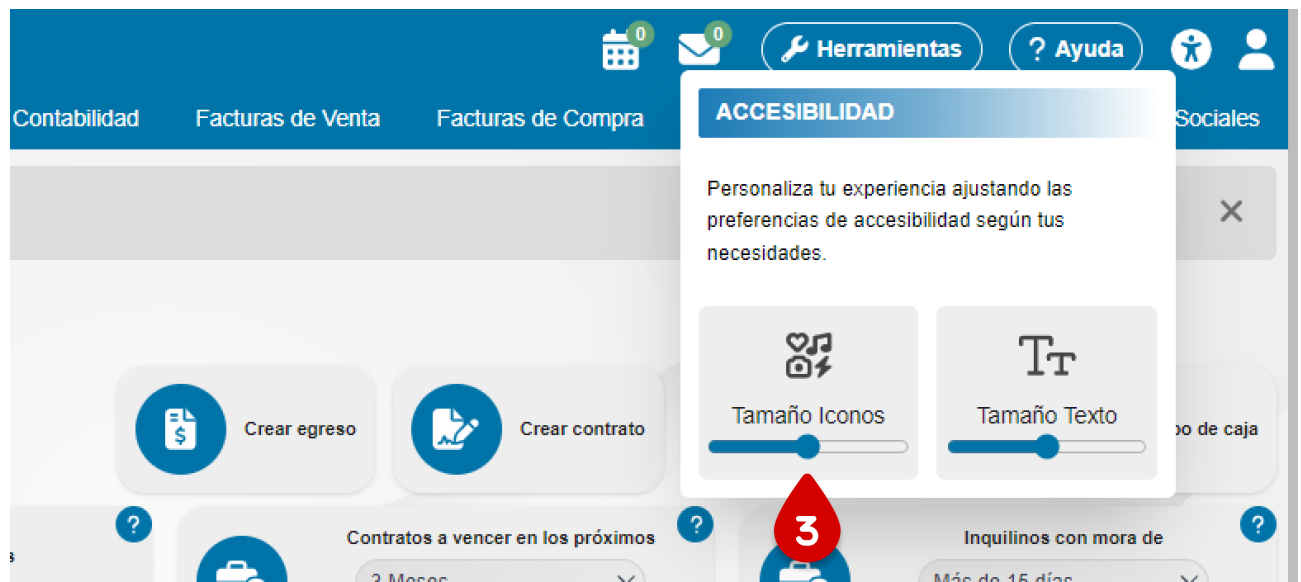 0
0
Herramientas
? Ayuda
Contabilidad
Facturas de Venta
Facturas de Compra
Sociales
ACCESIBILIDAD
Personaliza tu experiencia ajustando las
preferencias de accesibilidad según tus
necesidades.
Tamaño Iconos
Tamaño Texto
Crear egreso
Crear contrato
de caja
3
?
Contratos a vencer en los próximos
?
Inquilinos con mora de
?
3 Meses
Más de 15 días